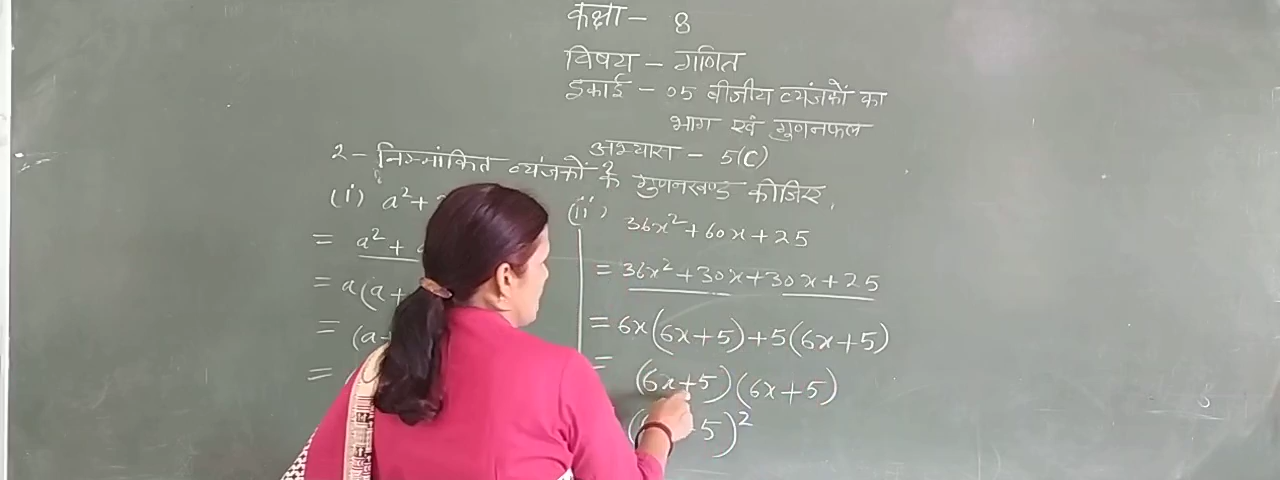 कक्षा - 8
विषय - गणित
इकाई - 05 बीजीय व्यंजकों का
भाग एवं गुणनफल
अभ्यास - 5(C)
2 - निम्नांकित व्यंजकों के गुणनखण्ड कीजिए.
(i) a²+
= a² +
= a(a+
= (a+
= (
(ii) 36x²+60x+25
= 36x²+30x+30x+25
= 6x(6x+5)+5(6x+5)
= (6x+5)(6x+5)
5)²